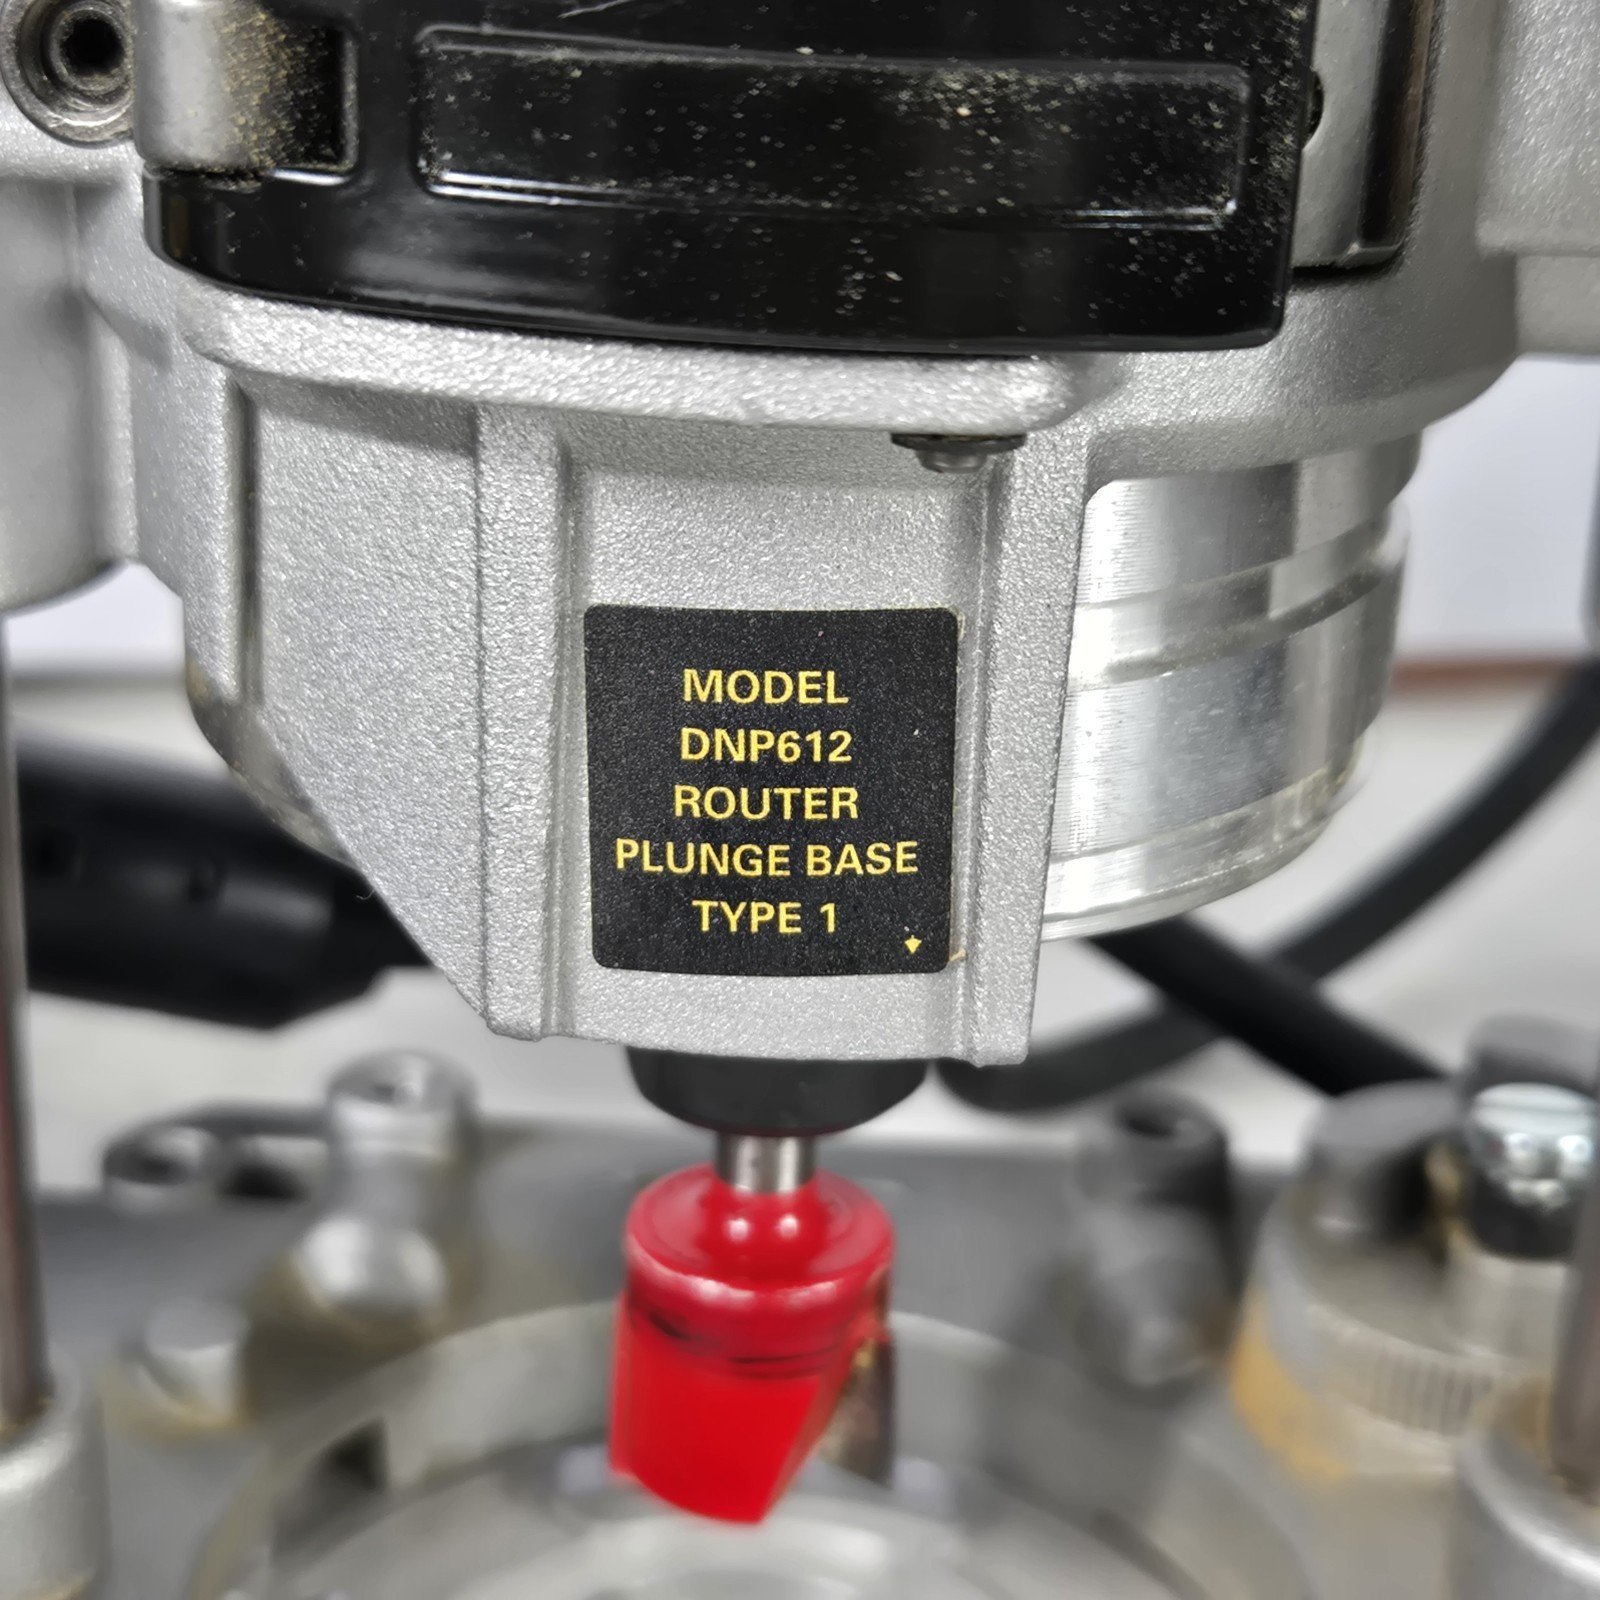 MODEL
DNP612
ROUTER
PLUNGE BASE
TYPE 1